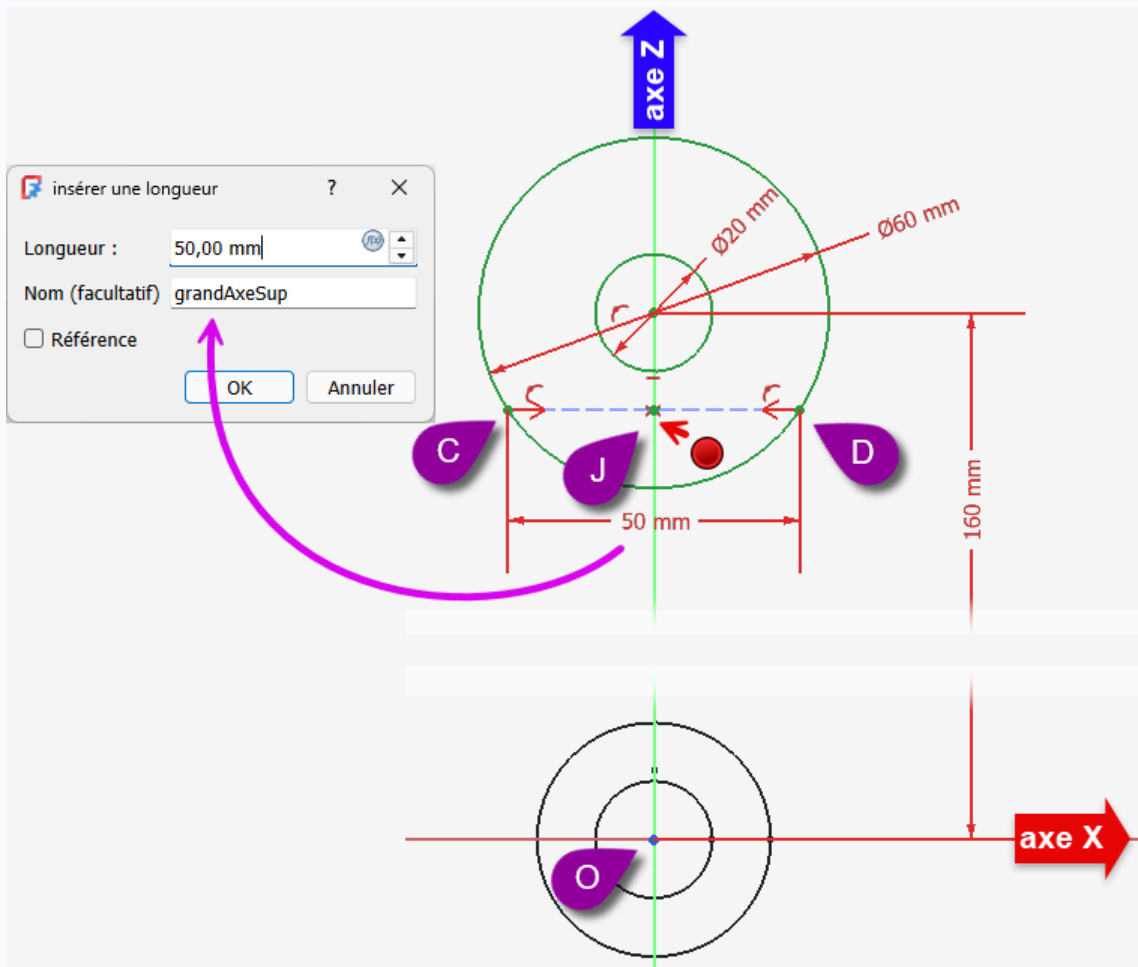 axe Z
insérer une longueur ? ×
Longueur : 50,00 mm
Nom (facultatif) grandAxeSup
Référence
OK Annuler
Ø20 mm
Ø60 mm
C
J
D
50 mm
160 mm
axe X
O